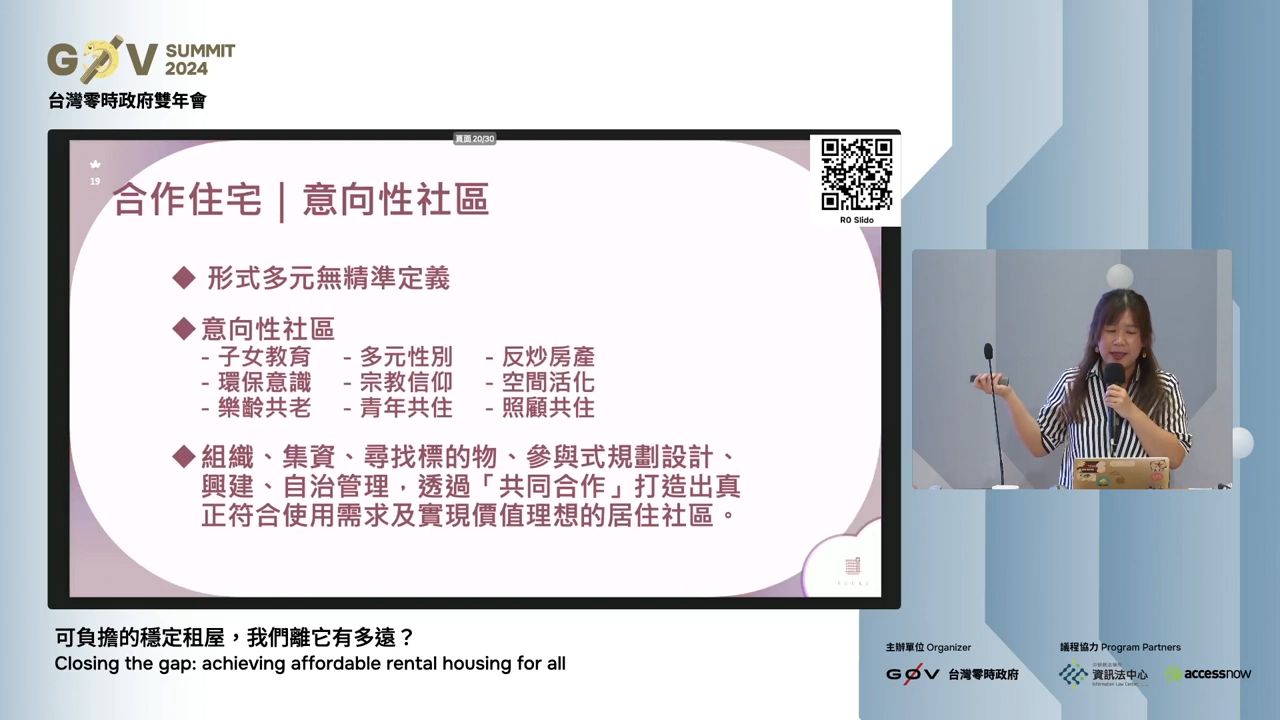 G0V SUMMIT 2024
台灣零時政府雙年會
頁面 20/30
19
合作住宅｜意向性社區
R0 Slido
◆ 形式多元無精準定義
◆ 意向性社區
- 子女教育 - 多元性別 - 反炒房產
- 環保意識 - 宗教信仰 - 空間活化
- 樂齡共老 - 青年共住 - 照顧共住
◆ 組織、集資、尋找標的物、參與式規劃設計、
興建、自治管理，透過「共同合作」打造出真
正符合使用需求及實現價值理想的居住社區。
可負擔的穩定租屋，我們離它有多遠？
Closing the gap: achieving affordable rental housing for all
主辦單位 Organizer
G0V 台灣零時政府
議程協力 Program Partners
資訊法中心
Information Law Center
accessnow